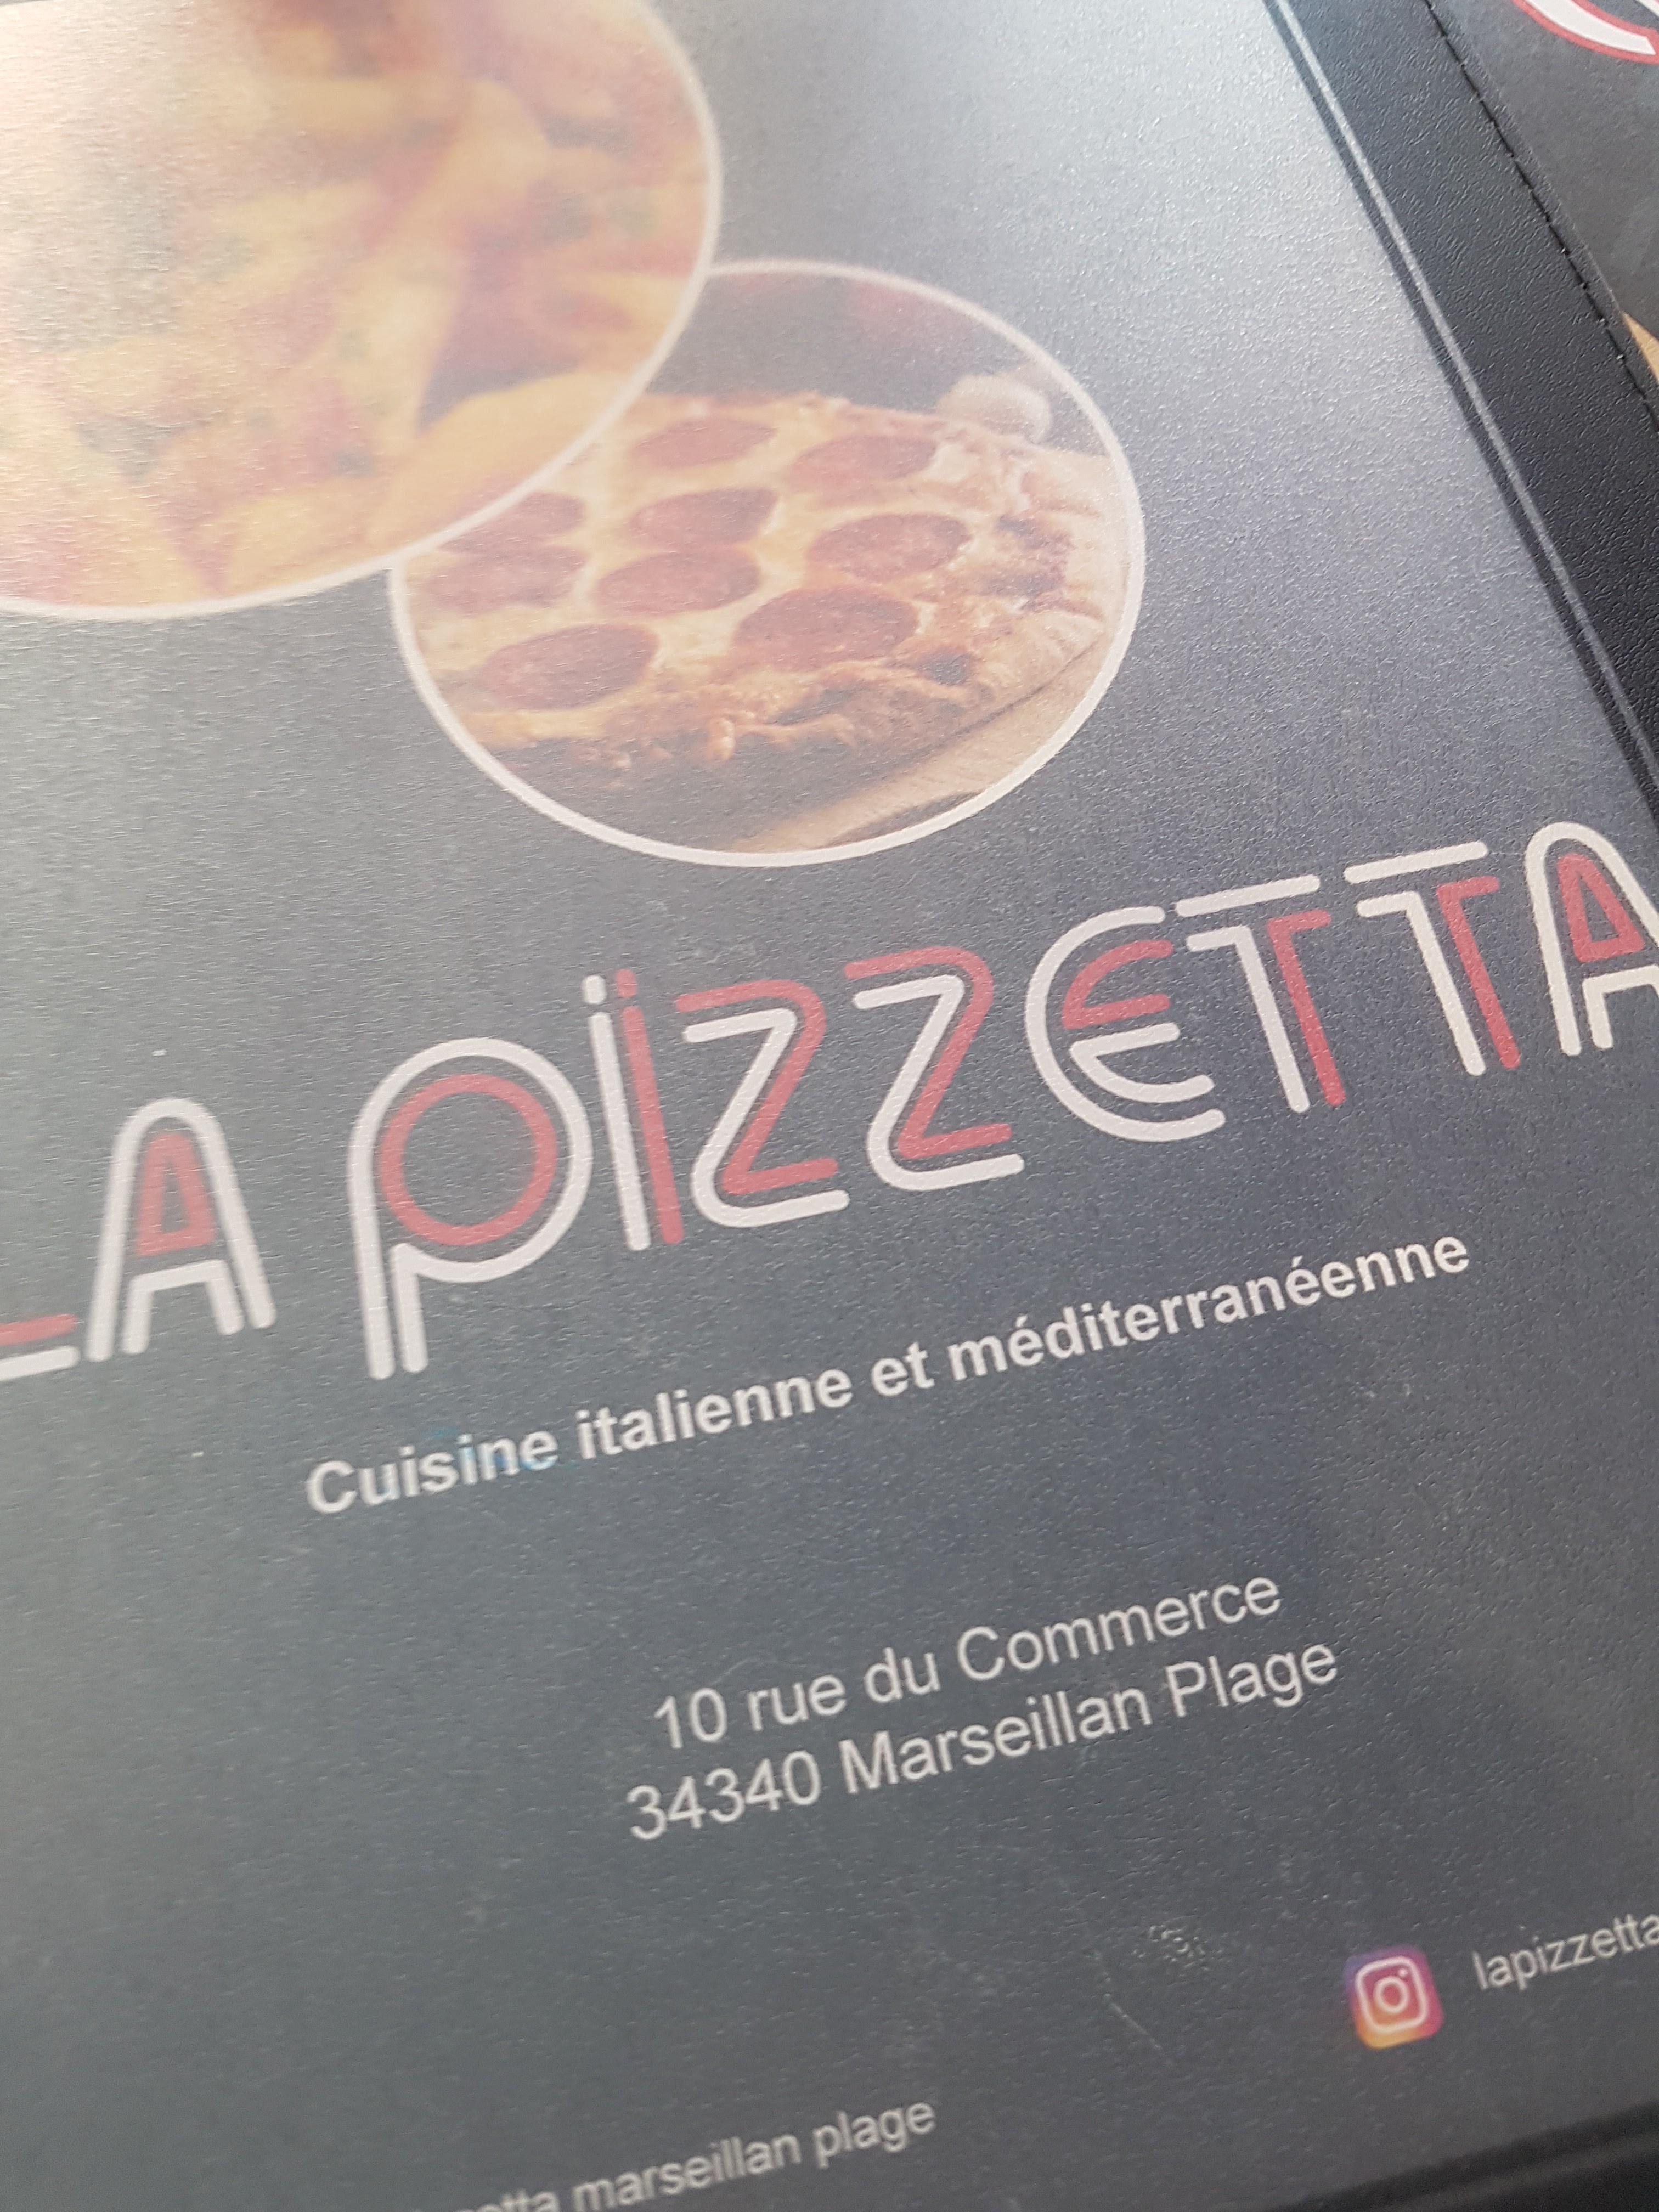 LA PIZZETTA
Cuisine italienne et méditerranéenne
10 rue du Commerce
34340 Marseillan Plage
lapizzetta
marseillan plage